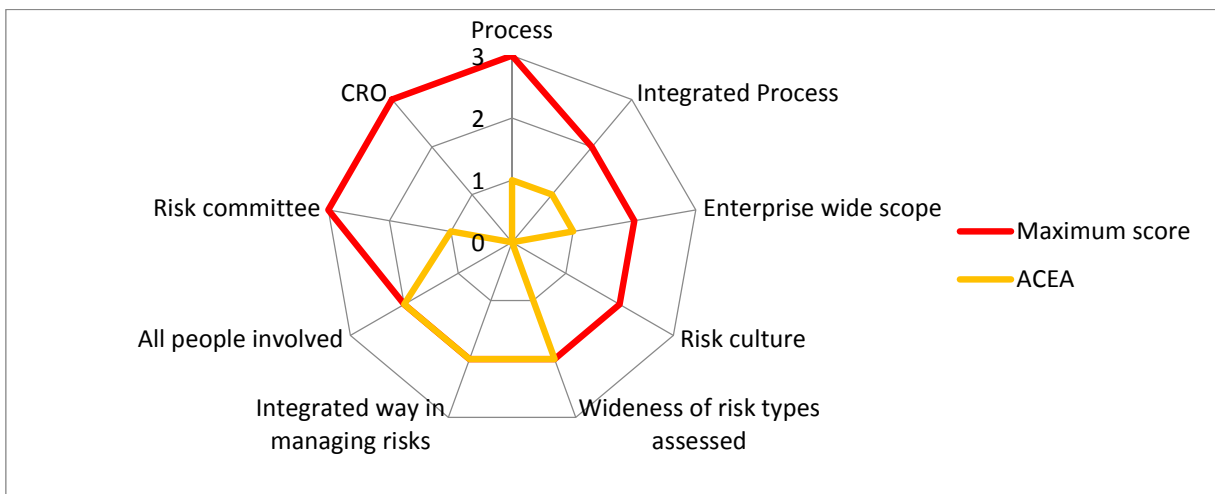 Process
3
CRO
Integrated Process
2
1
Risk committee
Enterprise wide scope
0
Maximum score
ACEA
All people involved
Risk culture
Integrated way in
managing risks
Wideness of risk types
assessed